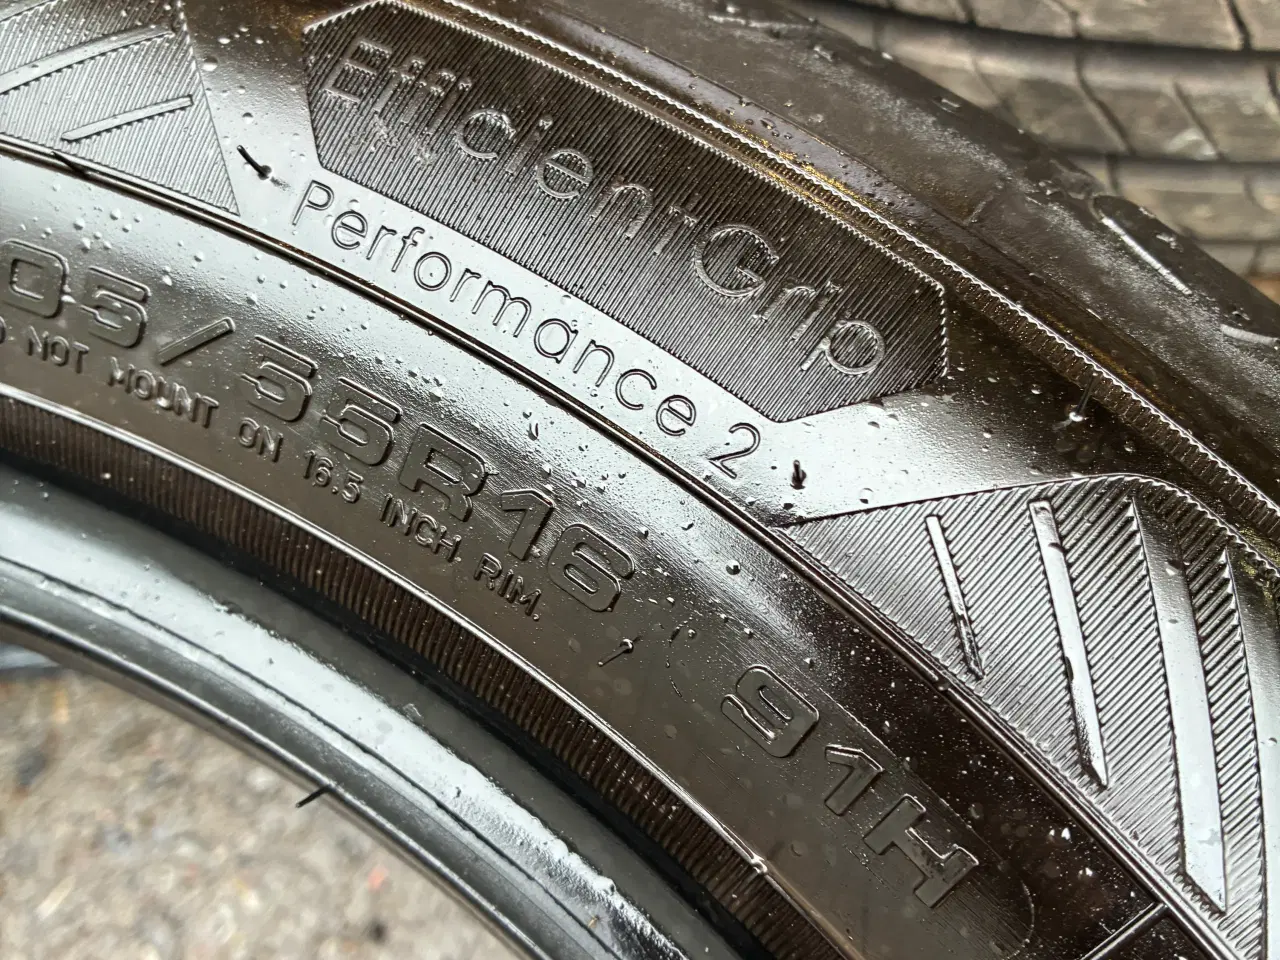 EfficientGrip
Performance 2
05/55R16 91H
NOT MOUNT ON 16.5 INCH RIM.